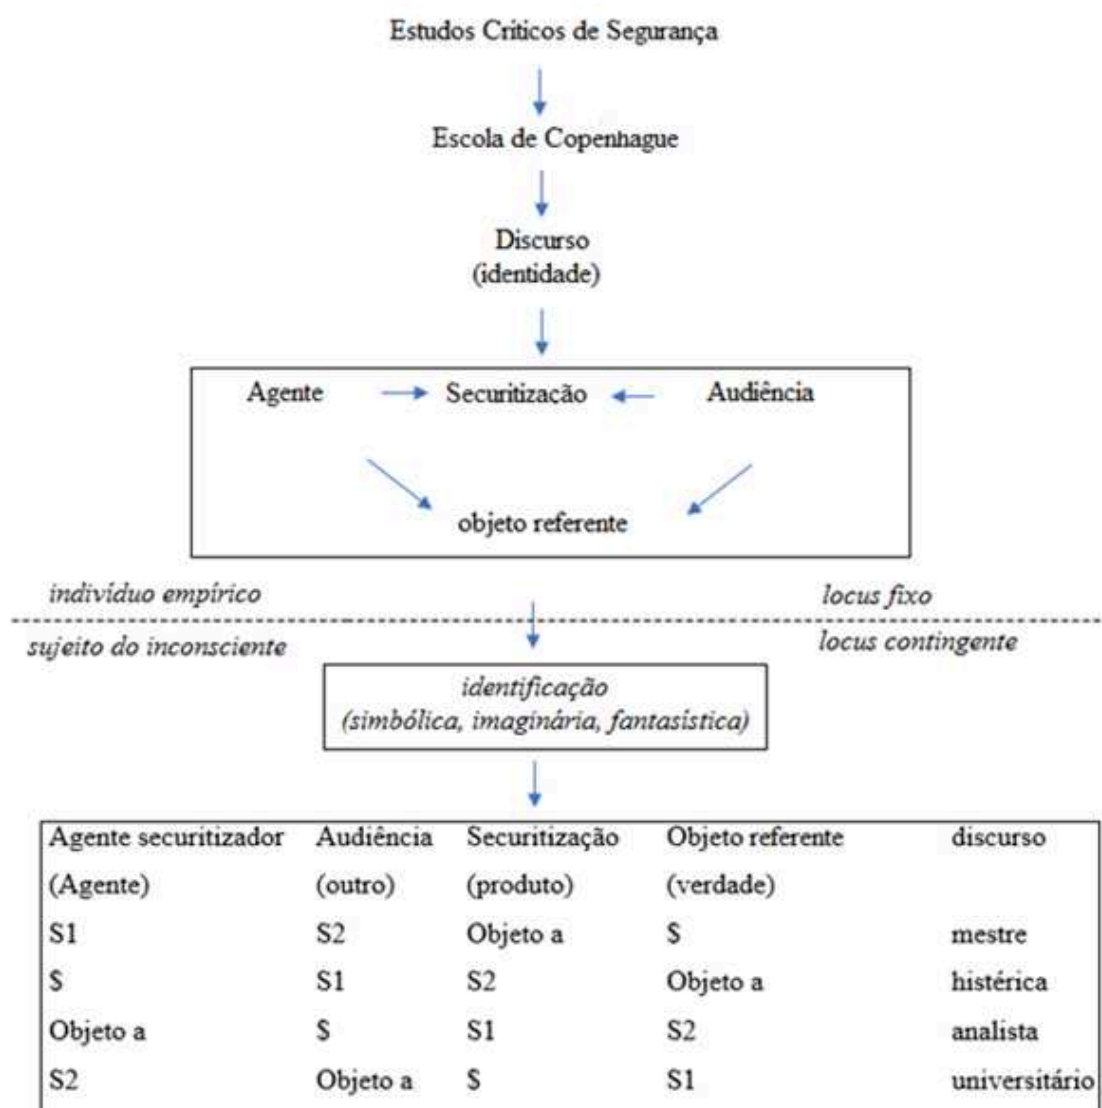 Estudos Críticos de Segurança
Escola de Copenhague
Discurso
(identidade)
Agente Securitização Audiência
objeto referente
indivíduo empírico locus fixo
sujeito do inconsciente locus contingente
identificação
(simbólica, imaginária, fantasística)
Agente securitizador Audiência Securitização Objeto referente discurso
(Agente) (outro) (produto) (verdade)
S1 S2 Objeto a $ mestre
$ S1 S2 Objeto a histérica
Objeto a $ S1 S2 analista
S2 Objeto a $ S1 universitário